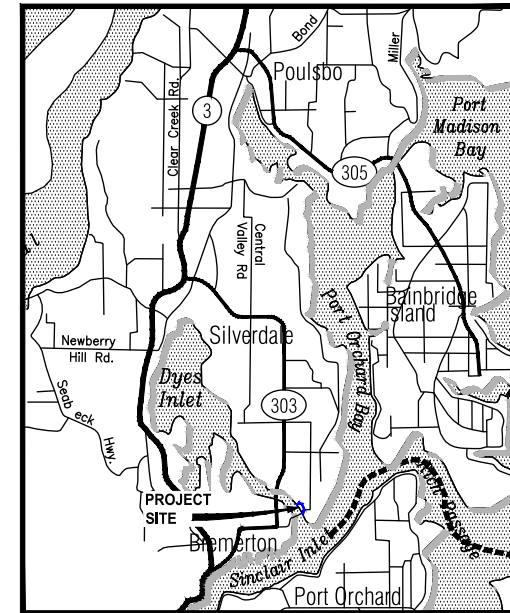 Bond
Miller
Poulsbo
Clear Creek Rd.
3
Port
Madison
Bay
305
Central
Valley Rd
Port Orchard Bay
Bainbridge
Island
Newberry
Hill Rd.
Silverdale
Seabeck
Hwy.
Dyes
Inlet
303
PROJECT
SITE
Bremerton
Sinclair Inlet
Passage
Port Orchard